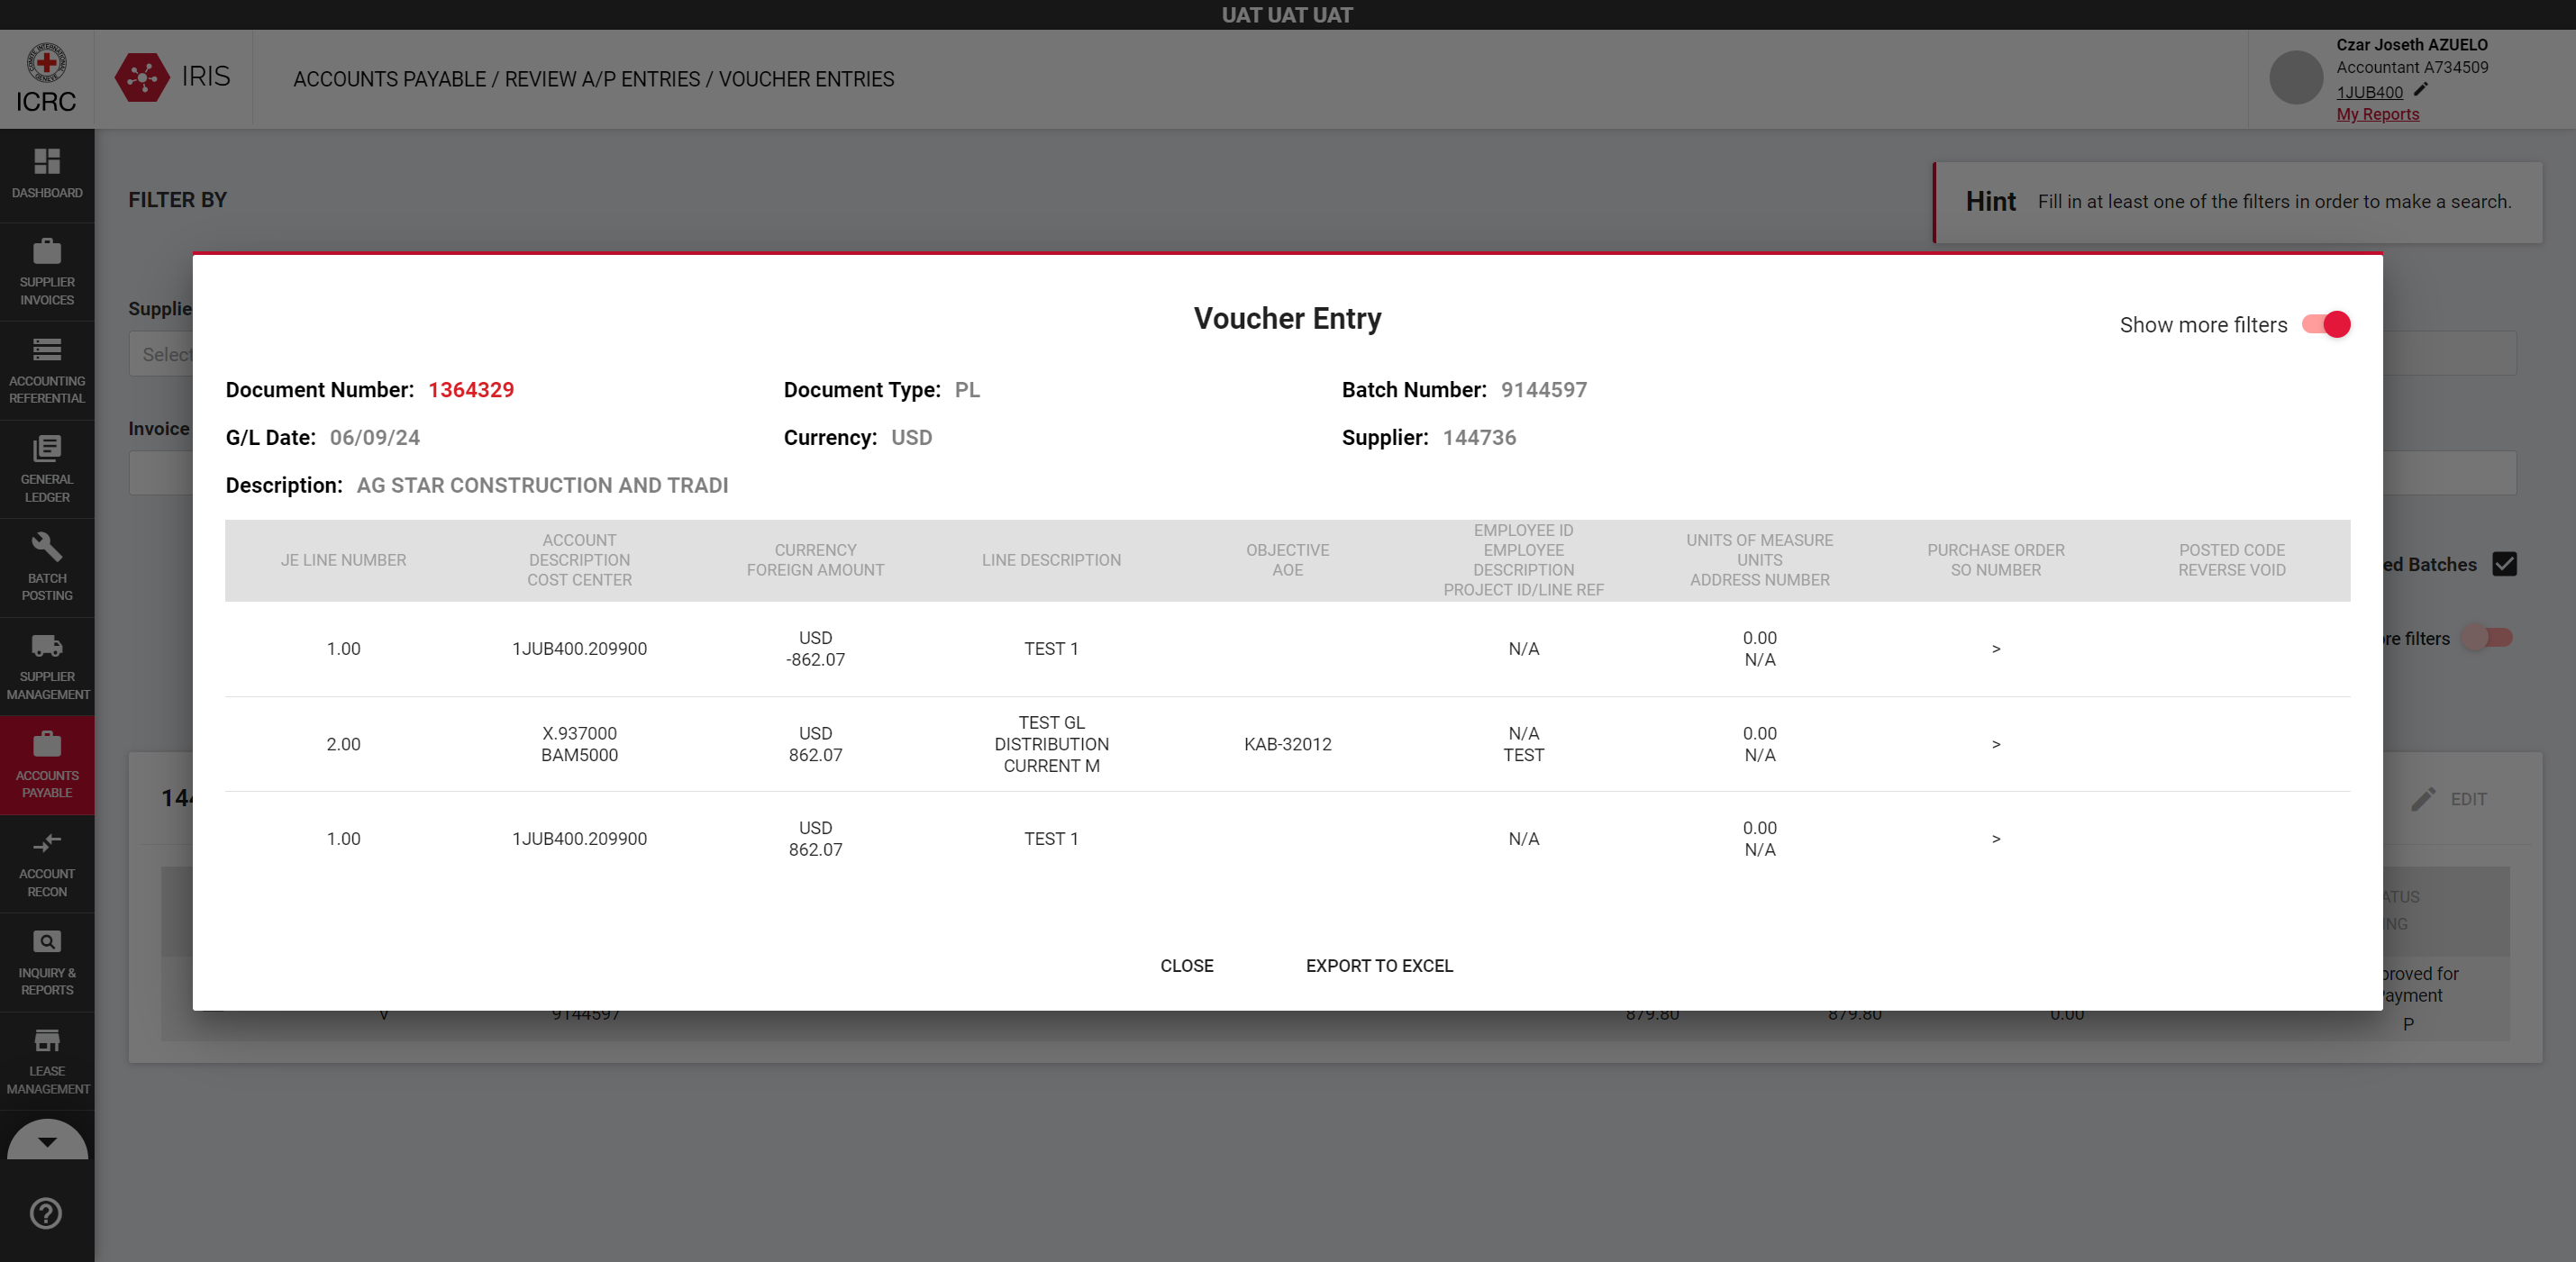 UAT UAT UAT
ICRC
IRIS
ACCOUNTS PAYABLE / REVIEW A/P ENTRIES / VOUCHER ENTRIES
Czar Joseth AZUELO
Accountant A734509
1JUB400
My Reports
DASHBOARD
SUPPLIER
INVOICES
ACCOUNTING
REFERENTIAL
GENERAL
LEDGER
BATCH
POSTING
SUPPLIER
MANAGEMENT
ACCOUNTS
PAYABLE
ACCOUNT
RECON
INQUIRY &
REPORTS
LEASE
MANAGEMENT
FILTER BY
Hint Fill in at least one of the filters in order to make a search.
Invoice
ed Batches
re filters
EDIT
Voucher Entry
Show more filters
Document Number: 1364329 Document Type: PL Batch Number: 9144597
G/L Date: 06/09/24 Currency: USD Supplier: 144736
Description: AG STAR CONSTRUCTION AND TRADI
JE LINE NUMBER
ACCOUNT
DESCRIPTION
COST CENTER
CURRENCY
FOREIGN AMOUNT
LINE DESCRIPTION
OBJECTIVE
AOE
EMPLOYEE ID
EMPLOYEE
DESCRIPTION
PROJECT ID/LINE REF
UNITS OF MEASURE
UNITS
ADDRESS NUMBER
PURCHASE ORDER
SO NUMBER
POSTED CODE
REVERSE VOID
1.00
1JUB400.209900
USD
-862.07
TEST 1
N/A
0.00
N/A
>
2.00
X.937000
BAM5000
USD
862.07
TEST GL
DISTRIBUTION
CURRENT M
KAB-32012
N/A
TEST
0.00
N/A
>
1.00
1JUB400.209900
USD
862.07
TEST 1
N/A
0.00
N/A
>
CLOSE EXPORT TO EXCEL
ATUS
ING
proved for
Payment
P
V 9144597 879.80 879.80 0.00